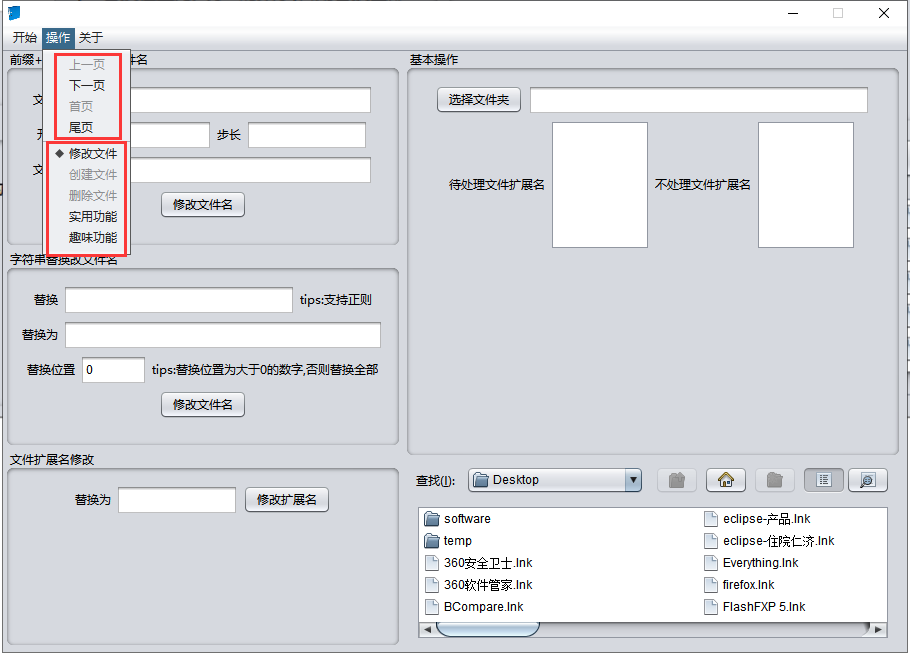 开始 操作 关于
前缀+
件名
上一页
下一页
首页
尾页
修改文件
创建文件
删除文件
实用功能
趣味功能
文
步长
文
修改文件名
字符串替换改文件名
替换 tips:支持正则
替换为
替换位置 0 tips:替换位置为大于0的数字,否则替换全部
修改文件名
文件扩展名修改
替换为 修改扩展名
基本操作
选择文件夹
待处理文件扩展名 不处理文件扩展名
查找(I): Desktop
software
temp
360安全卫士.lnk
360软件管家.lnk
BCompare.lnk
eclipse-产品.lnk
eclipse-住院仁济.lnk
Everything.lnk
firefox.lnk
FlashFXP 5.lnk